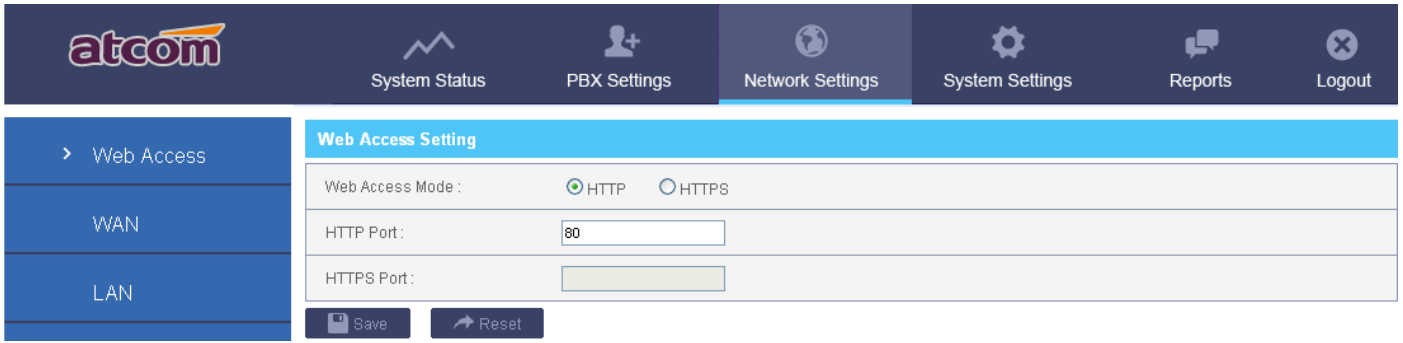 atcom
System Status
PBX Settings
Network Settings
System Settings
Reports
Logout
Web Access
WAN
LAN
Web Access Setting
Web Access Mode : HTTP HTTPS
HTTP Port : 80
HTTPS Port :
Save Reset